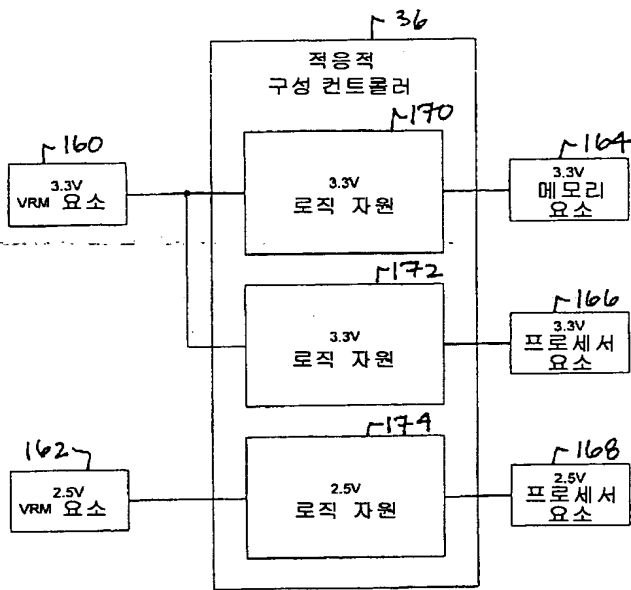 36
적응적
구성 컨트롤러
170
160
164
3.3V
VRM 요소
3.3V
로직 자원
3.3V
메모리
요소
172
166
3.3V
로직 자원
3.3V
프로세서
요소
174
162
168
2.5V
VRM 요소
2.5V
로직 자원
2.5V
프로세서
요소